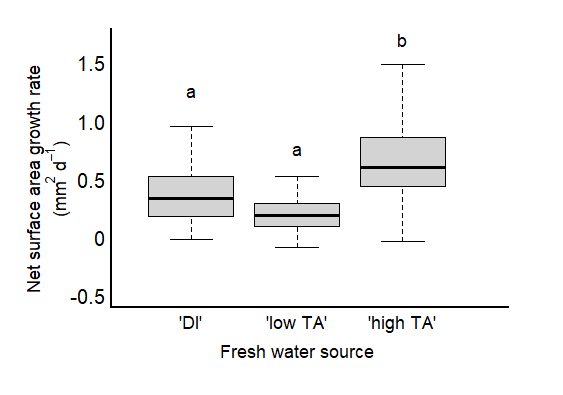 Net surface area growth rate
(mm² d⁻¹)
1.5
1.0
0.5
0
-0.5
a
a
b
'DI'
'low TA'
'high TA'
Fresh water source